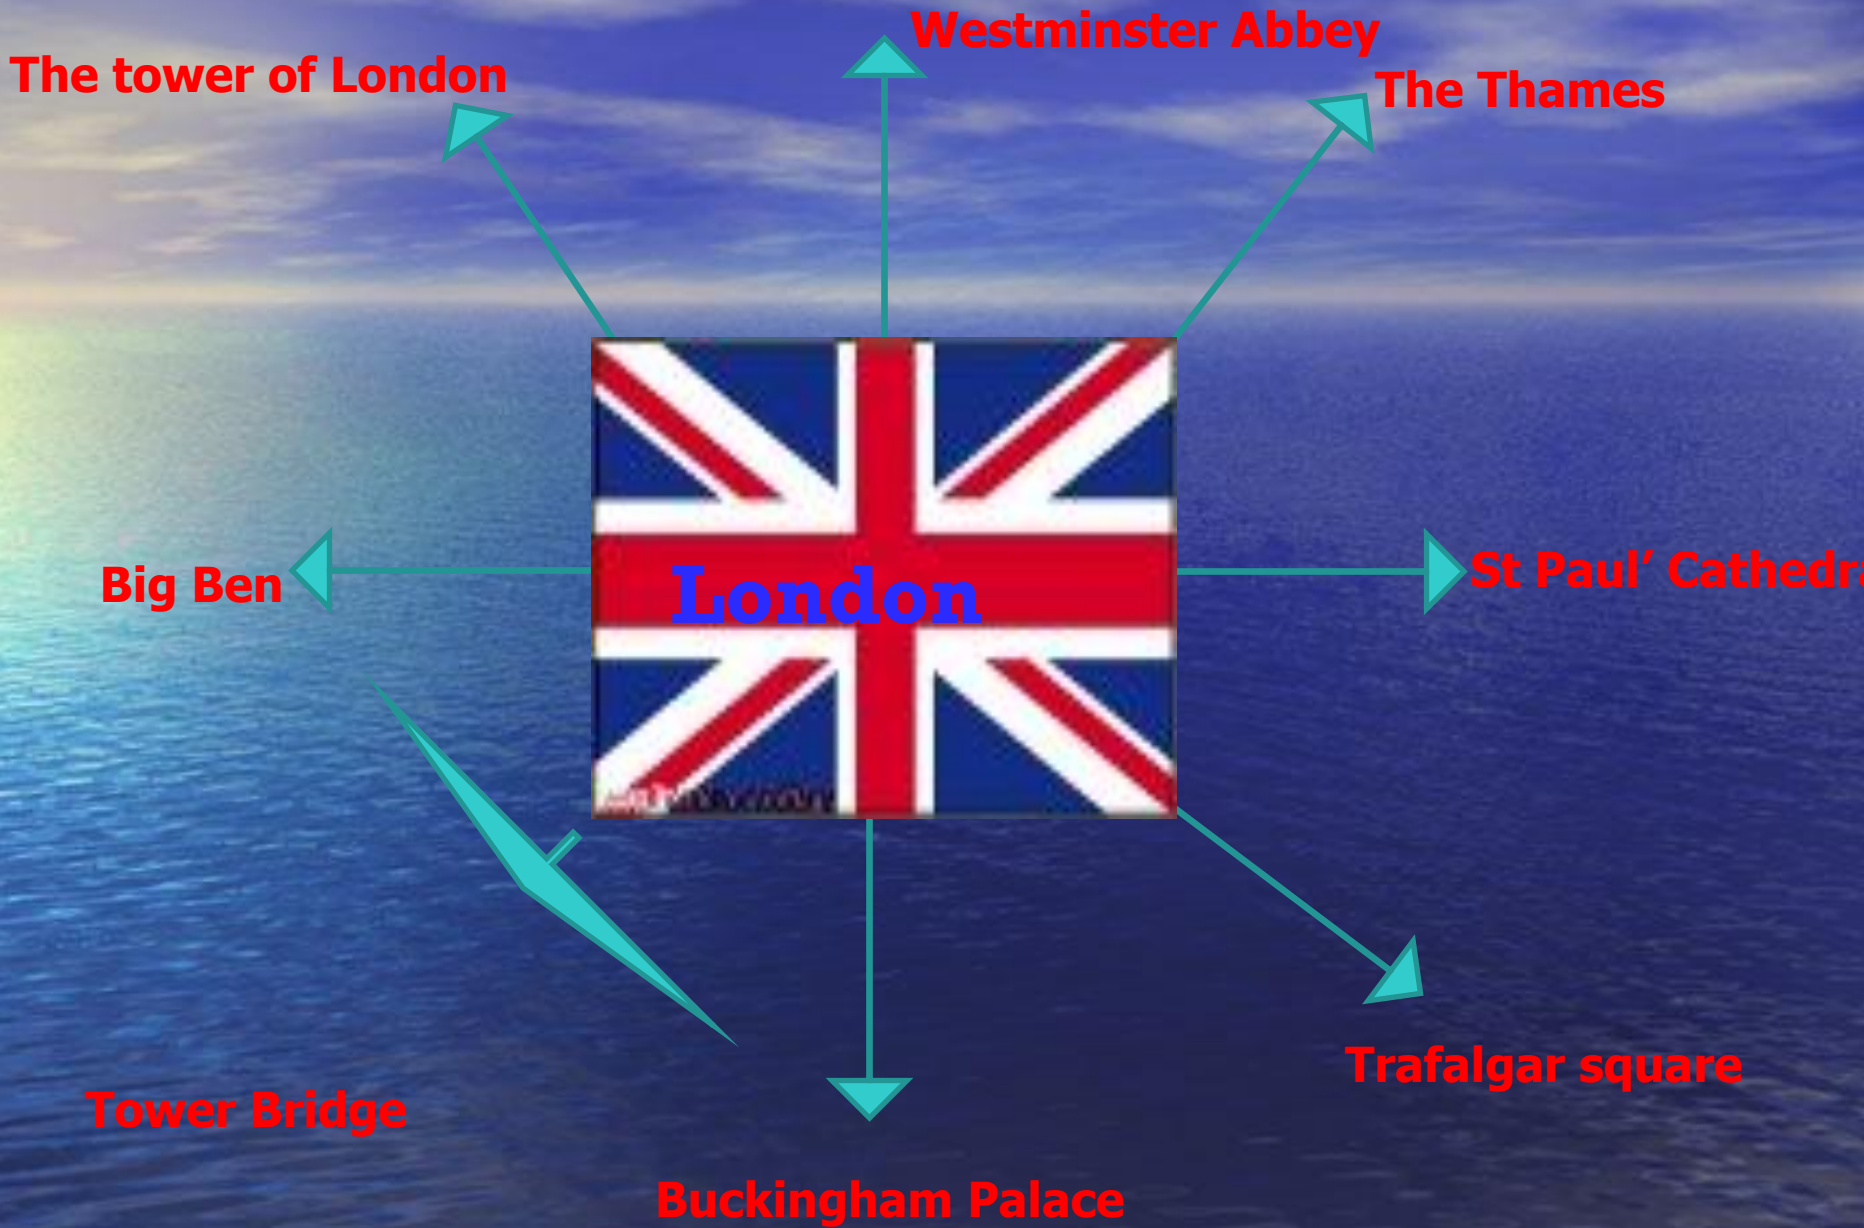 Westminster Abbey
The tower of London
The Thames
Big Ben
London
St Paul’ Cathedra
Tower Bridge
Trafalgar square
Buckingham Palace